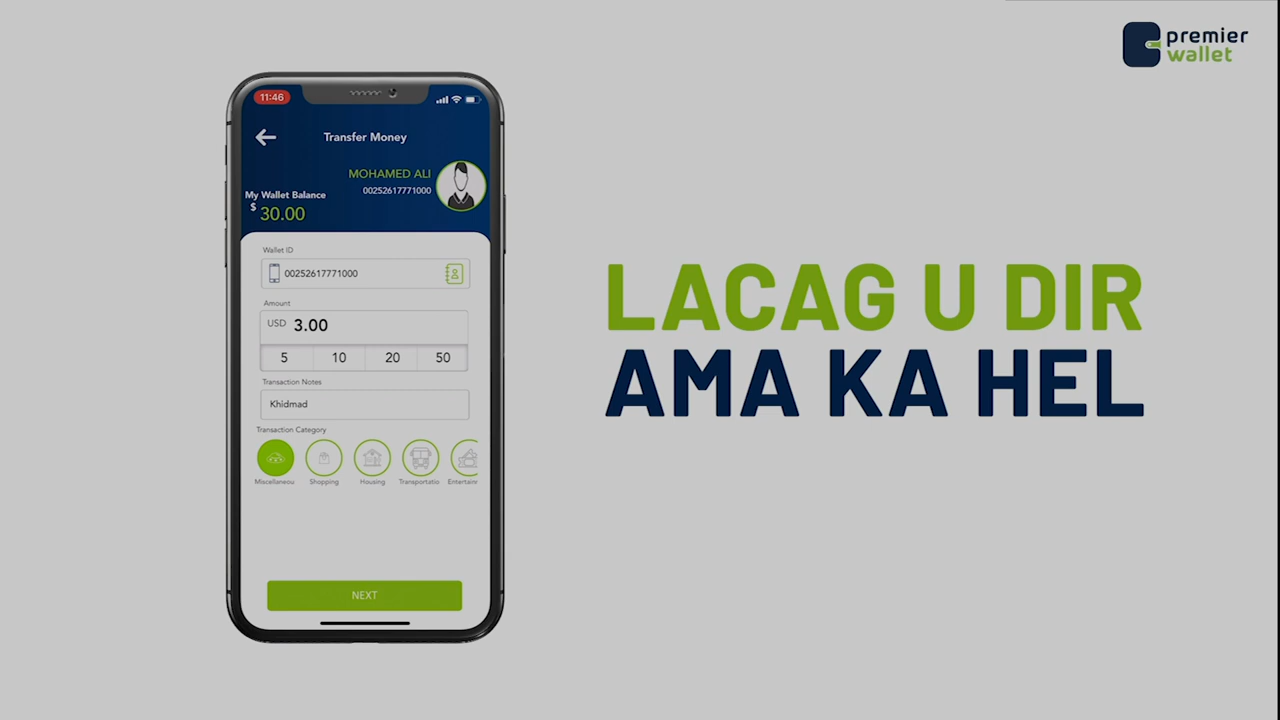 premier
wallet
11:46
Transfer Money
MOHAMED ALI
00252617771000
My Wallet Balance
$ 30.00
Wallet ID
00252617771000
Amount
USD 3.00
5 10 20 50
Transaction Notes
Khidmad
Transaction Category
Miscellaneou Shopping Housing Transportatio Entertainr
NEXT
LACAG U DIR
AMA KA HEL